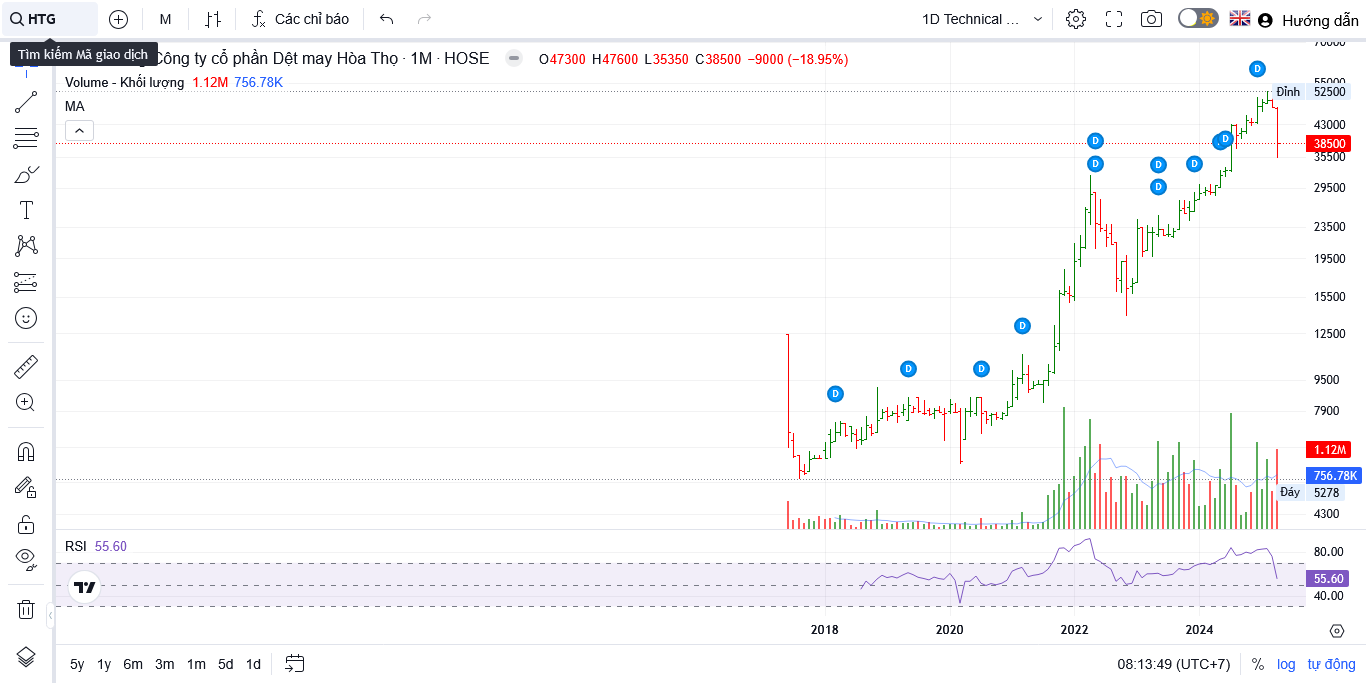 HTG
M
Các chỉ báo
1D Technical ...
Hướng dẫn
Tìm kiếm Mã giao dịch
Công ty cổ phần Dệt may Hòa Thọ · 1M · HOSE
O47300 H47600 L35350 C38500 −9000 (−18.95%)
Volume - Khối lượng 1.12M 756.78K
MA
70000
55000
Đỉnh 52500
43000
38500
35500
29500
23500
19500
15500
12500
9500
7900
1.12M
756.78K
Đáy 5278
4300
D
D
D
D
D
D
D
D
D
D
D
RSI 55.60
80.00
55.60
40.00
2018 2020 2022 2024
5y 1y 6m 3m 1m 5d 1d
08:13:49 (UTC+7) % log tự động